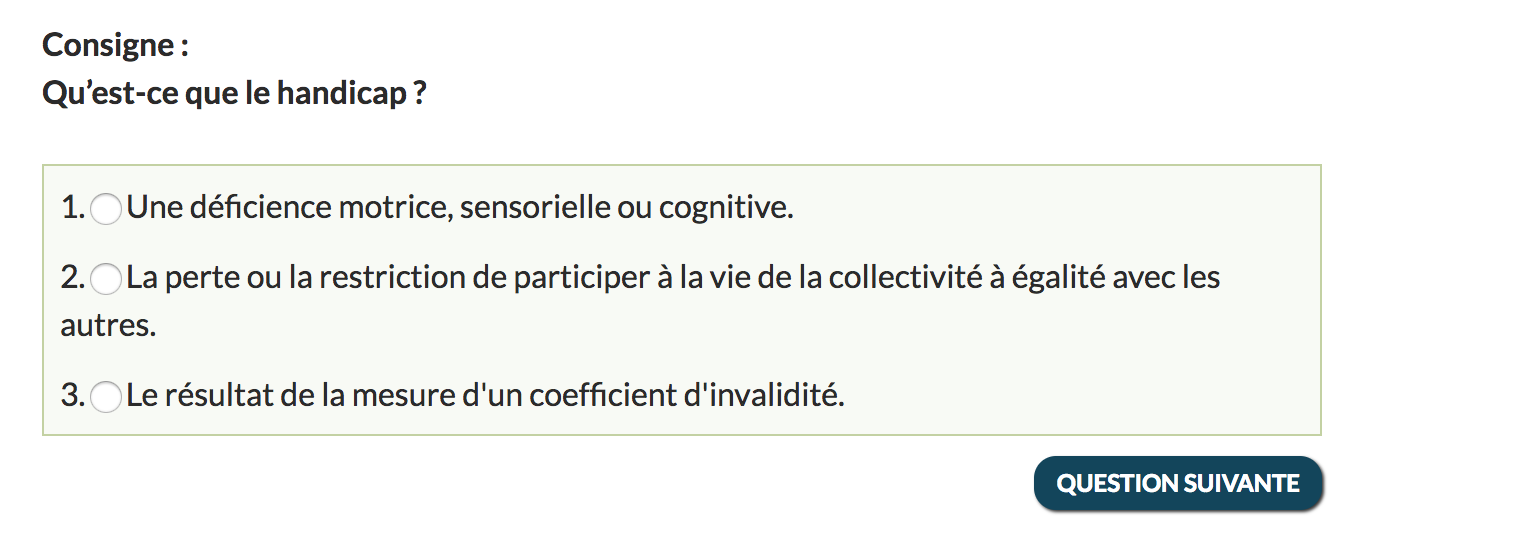 Consigne :
Qu’est-ce que le handicap ?
1. Une déficience motrice, sensorielle ou cognitive.
2. La perte ou la restriction de participer à la vie de la collectivité à égalité avec les
autres.
3. Le résultat de la mesure d'un coefficient d'invalidité.
QUESTION SUIVANTE